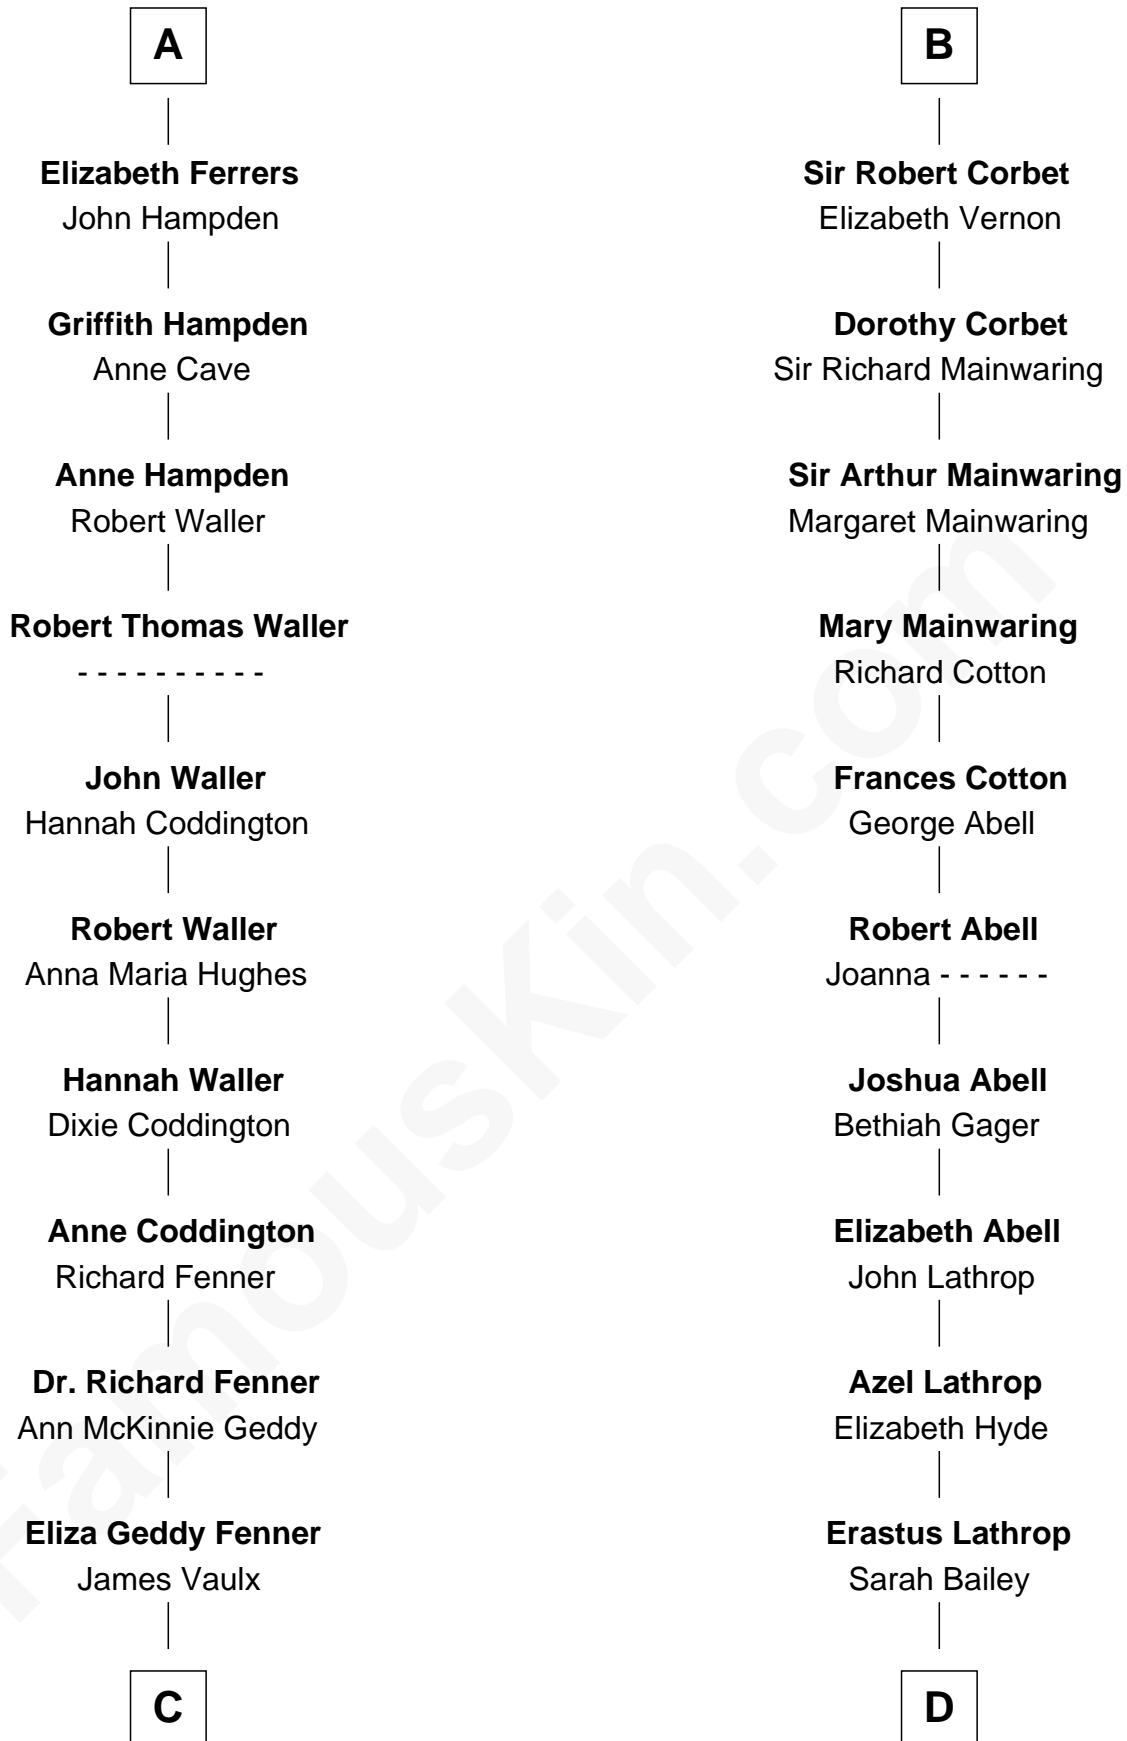 A
Elizabeth Ferrers
John Hampden
Griffith Hampden
Anne Cave
Anne Hampden
Robert Waller
Robert Thomas Waller
- - - - - - - - - -
John Waller
Hannah Coddington
Robert Waller
Anna Maria Hughes
Hannah Waller
Dixie Coddington
Anne Coddington
Richard Fenner
Dr. Richard Fenner
Ann McKinnie Geddy
Eliza Geddy Fenner
James Vaulx
C
B
Sir Robert Corbet
Elizabeth Vernon
Dorothy Corbet
Sir Richard Mainwaring
Sir Arthur Mainwaring
Margaret Mainwaring
Mary Mainwaring
Richard Cotton
Frances Cotton
George Abell
Robert Abell
Joanna - - - - - -
Joshua Abell
Bethiah Gager
Elizabeth Abell
John Lathrop
Azel Lathrop
Elizabeth Hyde
Erastus Lathrop
Sarah Bailey
D
FamousKin.com